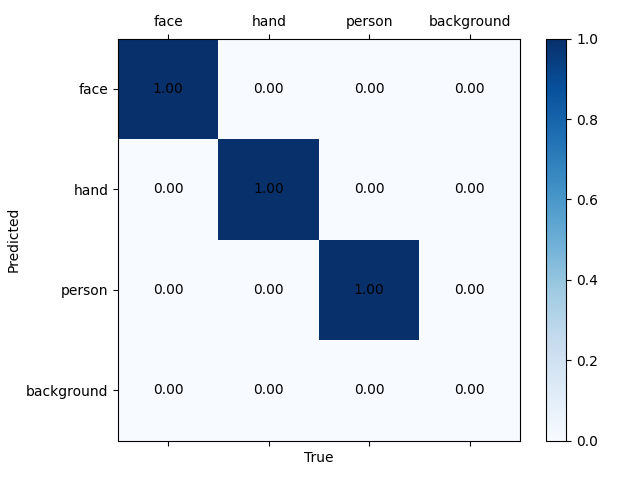 face hand person background
face 1.00 0.00 0.00 0.00 1.0
hand 0.00 1.00 0.00 0.00 0.8
person 0.00 0.00 1.00 0.00 0.6
background 0.00 0.00 0.00 0.00 0.4
0.2
0.0
Predicted
True